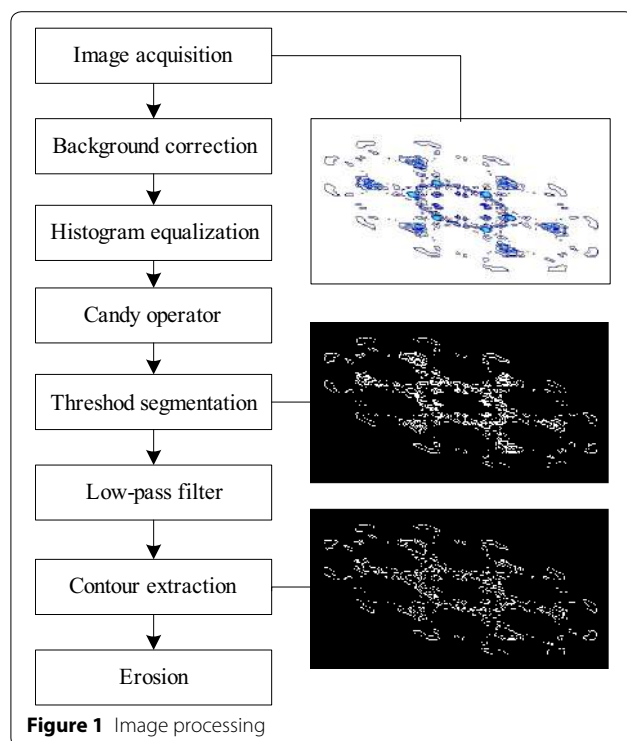 Image acquisition
Background correction
Histogram equalization
Candy operator
Threshod segmentation
Low-pass filter
Contour extraction
Erosion
Figure 1 Image processing